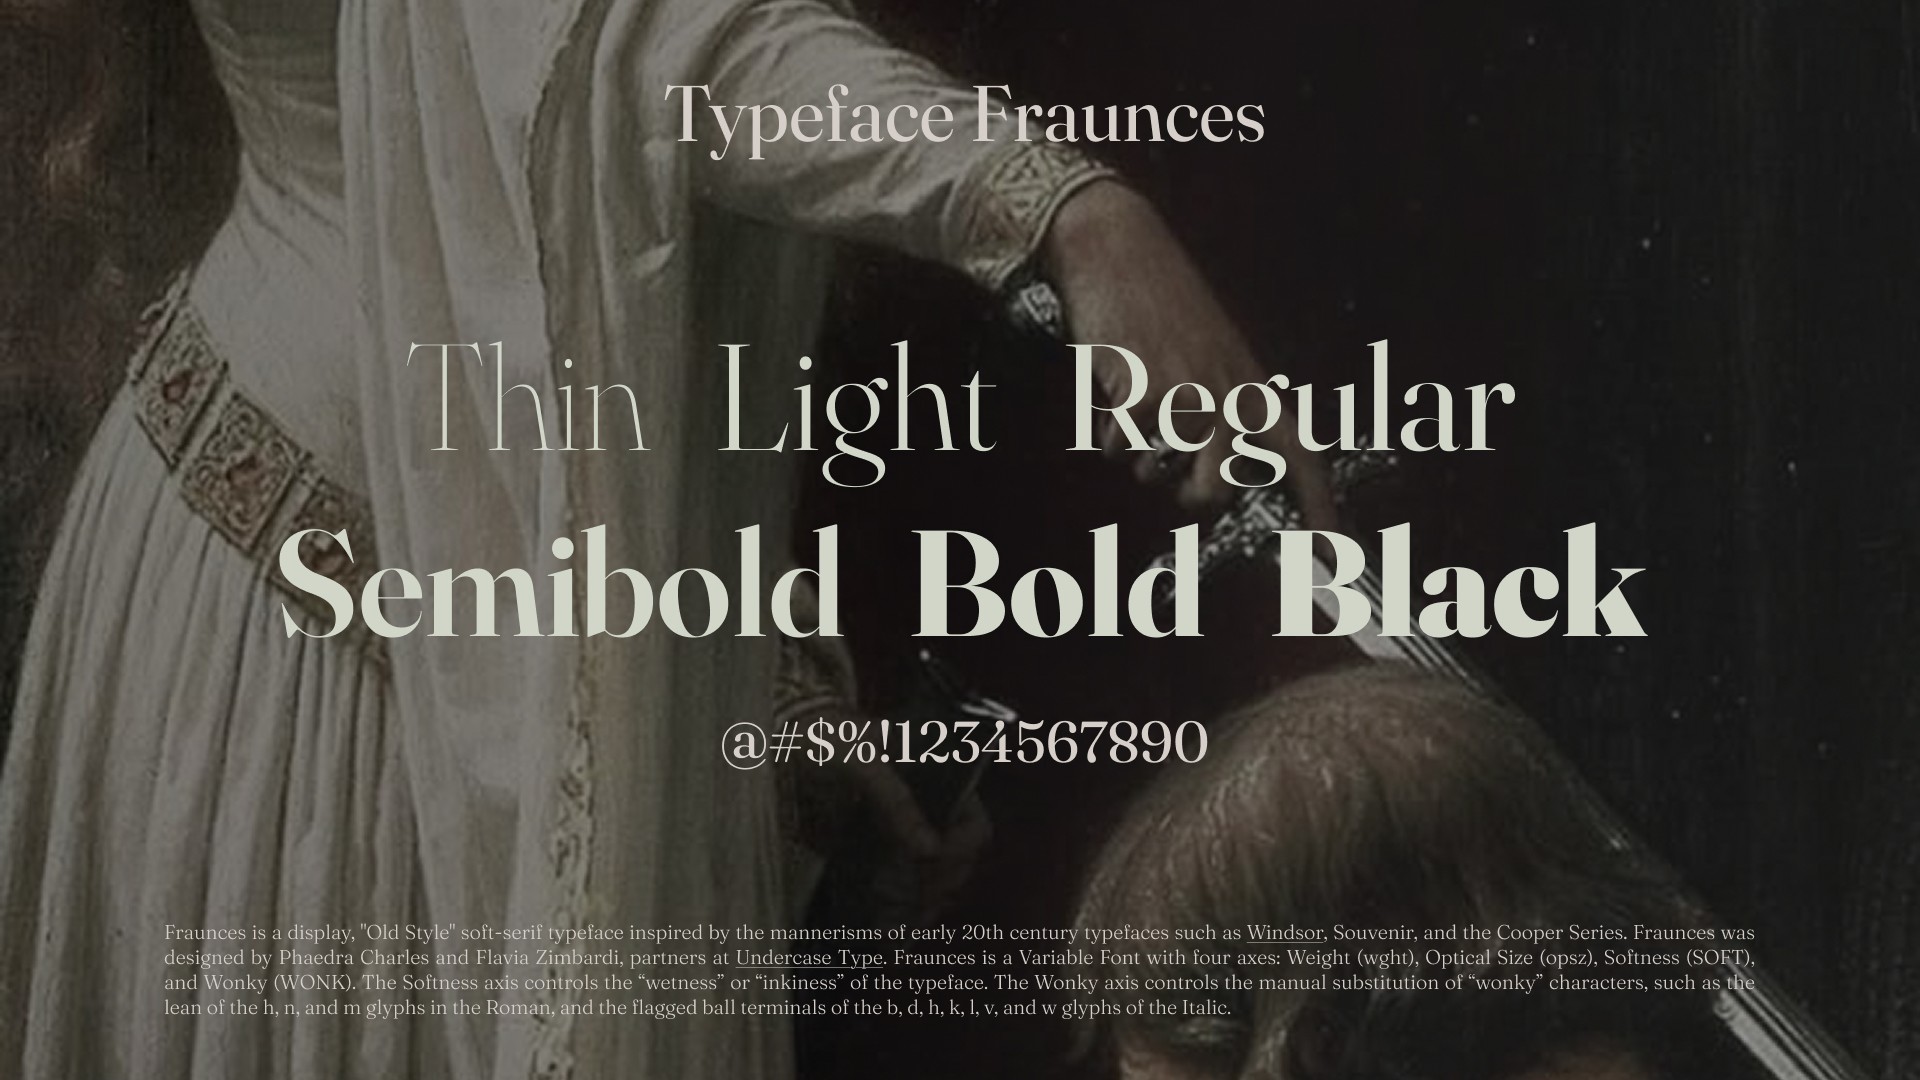 Typeface Fraunces
Thin Light Regular
Semibold Bold Black
@#$%!1234567890
Fraunces is a display, "Old Style" soft-serif typeface inspired by the mannerisms of early 20th century typefaces such as Windsor, Souvenir, and the Cooper Series. Fraunces was
designed by Phaedra Charles and Flavia Zimbardi, partners at Undercase Type. Fraunces is a Variable Font with four axes: Weight (wght), Optical Size (opsz), Softness (SOFT),
and Wonky (WONK). The Softness axis controls the “wetness” or “inkiness” of the typeface. The Wonky axis controls the manual substitution of “wonky” characters, such as the
lean of the h, n, and m glyphs in the Roman, and the flagged ball terminals of the b, d, h, k, l, v, and w glyphs of the Italic.